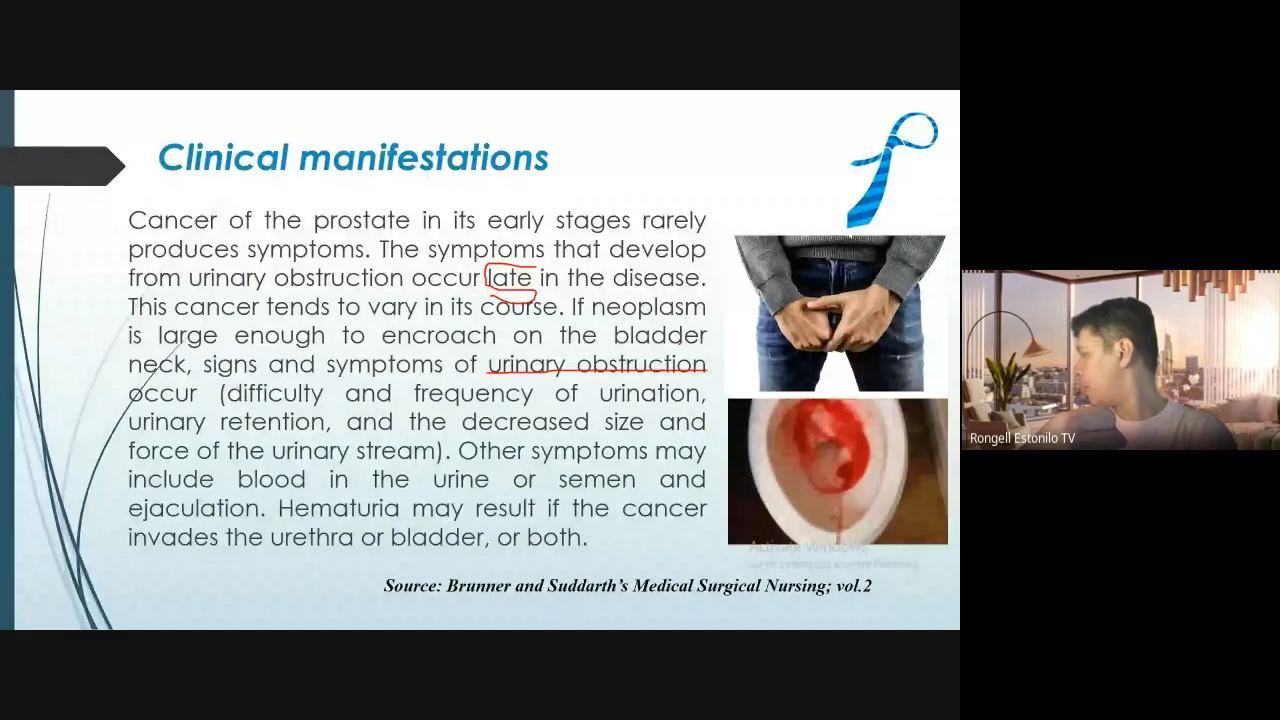 Clinical manifestations
Cancer of the prostate in its early stages rarely
produces symptoms. The symptoms that develop
from urinary obstruction occur late in the disease.
This cancer tends to vary in its course. If neoplasm
is large enough to encroach on the bladder
neck, signs and symptoms of urinary obstruction
occur (difficulty and frequency of urination,
urinary retention, and the decreased size and
force of the urinary stream). Other symptoms may
include blood in the urine or semen and
ejaculation. Hematuria may result if the cancer
invades the urethra or bladder, or both.
Activate Windows
Source: Brunner and Suddarth's Medical Surgical Nursing; vol.2
Rongell Estonilo TV